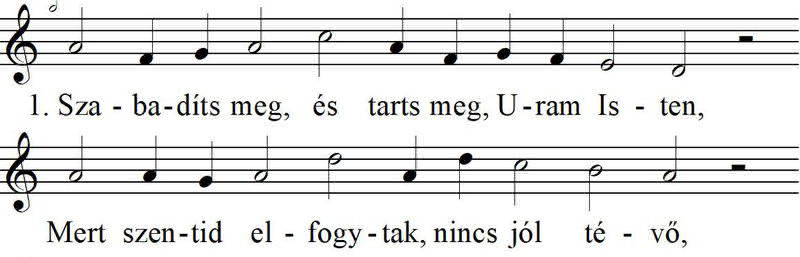 1. Sza - ba - díts meg, és tarts meg, U - ram Is - ten,
Mert szen - tid el - fogy - tak, nincs jól té - vő,